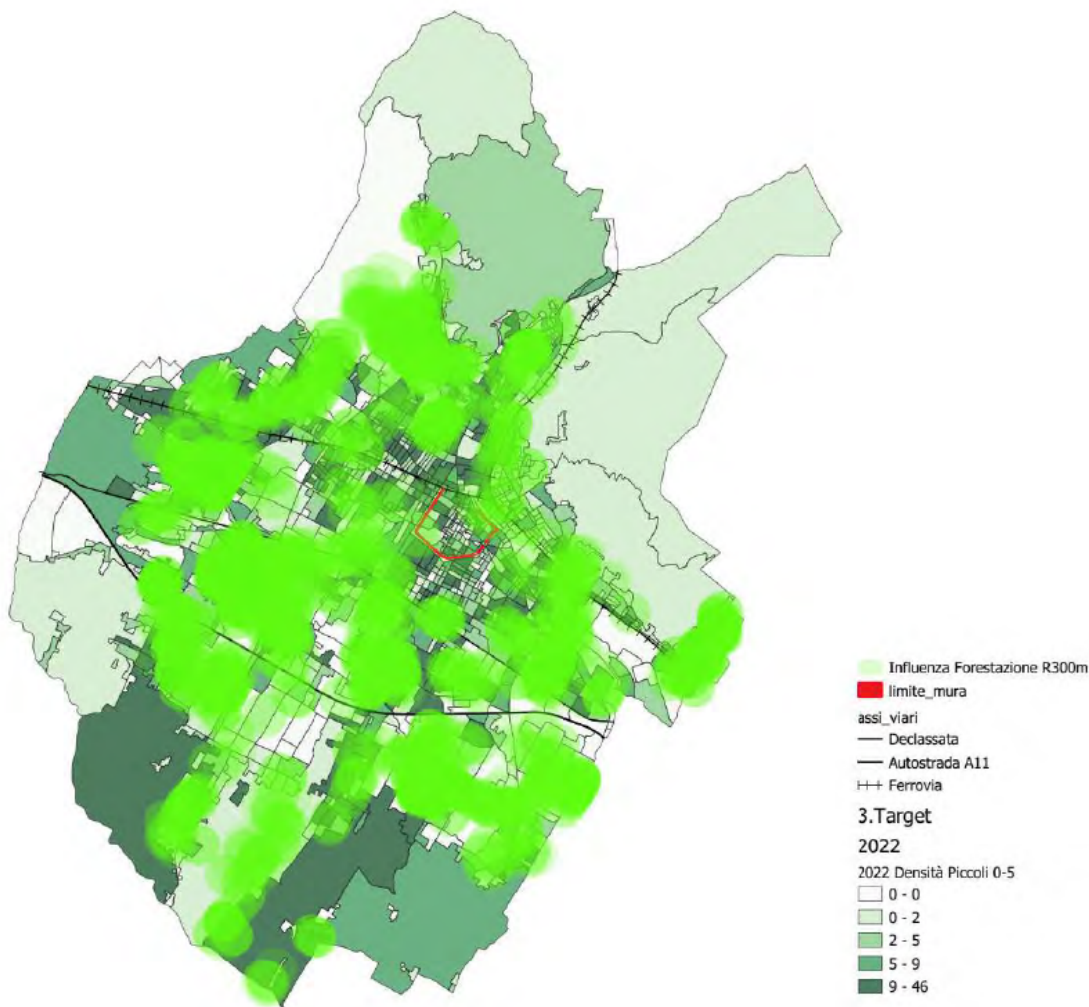 Influenza Forestazione R300m
limite_mura
assi_viari
Declassata
Autostrada A11
Ferrovia
3.Target
2022
2022 Densità Piccoli 0-5
0 - 0
0 - 2
2 - 5
5 - 9
9 - 46